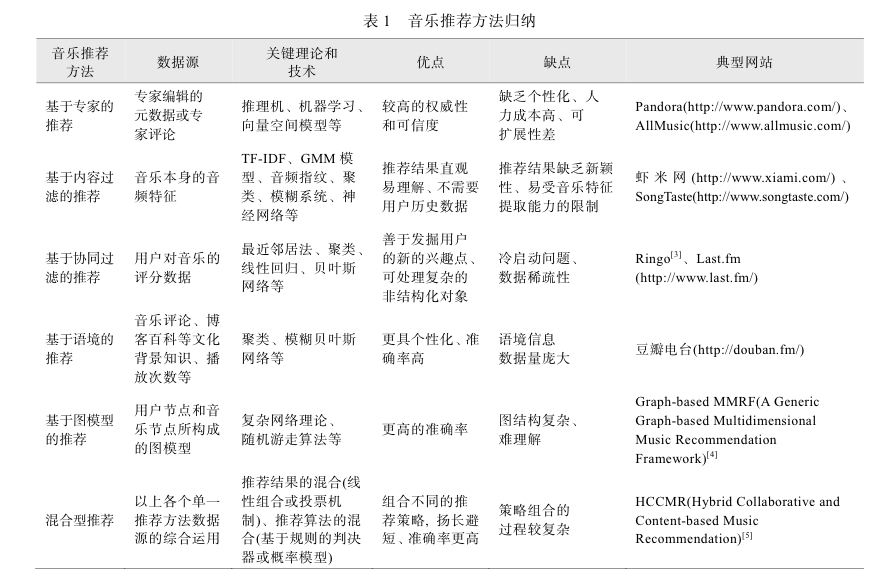 表 1 音乐推荐方法归纳
音乐推荐
方法
数据源
关键理论和
技术
优点
缺点
典型网站
基于专家的
推荐
专家编辑的
元数据或专
家评论
推理机、机器学习、
向量空间模型等
较高的权威性
和可信度
缺乏个性化、人
力成本高、可
扩展性差
Pandora(http://www.pandora.com/)、
AllMusic(http://www.allmusic.com/)
基于内容过
滤的推荐
音乐本身的音
频特征
TF-IDF、GMM 模
型、音频指纹、聚
类、模糊系统、神
经网络等
推荐结果直观
易理解、不需要
用户历史数据
推荐结果缺乏新颖
性、易受音乐特征
提取能力的限制
虾米网(http://www.xiami.com/) 、
SongTaste(http://www.songtaste.com/)
基于协同过
滤的推荐
用户对音乐的
评分数据
最近邻居法、聚类、
线性回归、贝叶斯
网络等
善于发掘用户
的新的兴趣点、
可处理复杂的
非结构化对象
冷启动问题、
数据稀疏性
Ringo[3]、Last.fm
(http://www.last.fm/)
基于语境的
推荐
音乐评论、博
客百科等文化
背景知识、播
放次数等
聚类、模糊贝叶斯
网络等
更具个性化、准
确率高
语境信息
数据量庞大
豆瓣电台(http://douban.fm/)
基于图模型
的推荐
用户节点和音
乐节点所构成
的图模型
复杂网络理论、
随机游走算法等
更高的准确率
图结构复杂、
难理解
Graph-based MMRF(A Generic
Graph-based Multidimensional
Music Recommendation
Framework)[4]
混合型推荐
以上各个单一
推荐方法数据
源的综合运用
推荐结果的混合(线
性组合或投票机
制)、推荐算法的混
合(基于规则的判决
器或概率模型)
组合不同的推
荐策略, 扬长避
短、准确率更高
策略组合的
过程较复杂
HCCMR(Hybrid Collaborative and
Content-based Music
Recommendation)[5]